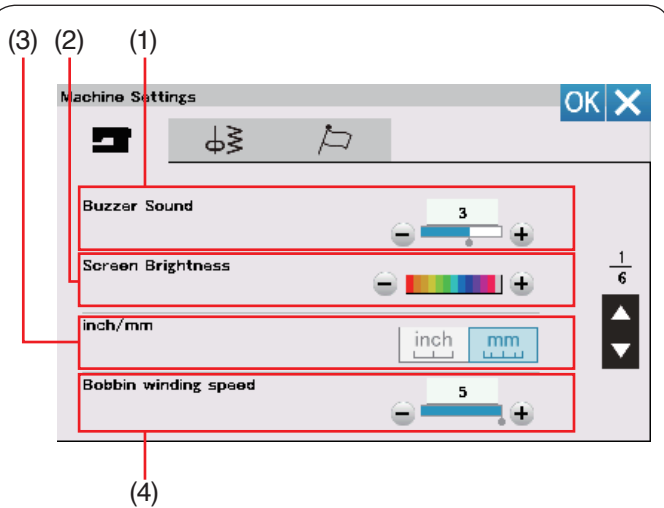 (3) (2) (1)
Machine Settings OK
Buzzer Sound 3
Screen Brightness
1
6
inch/mm inch mm
Bobbin winding speed 5
(4)